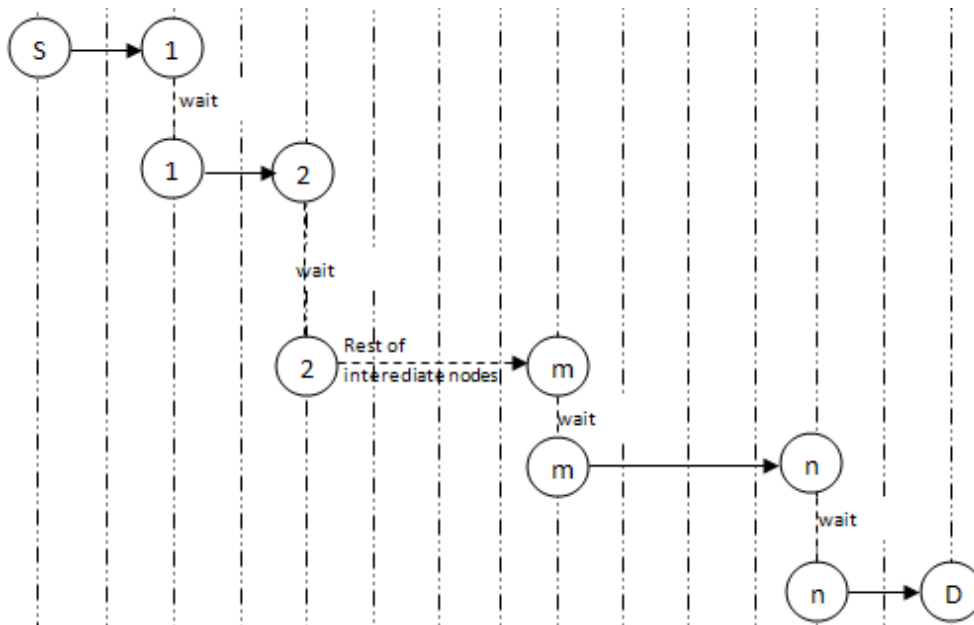 S
1
wait
1
2
wait
2
Rest of
interediate nodes
m
wait
m
n
wait
n
D